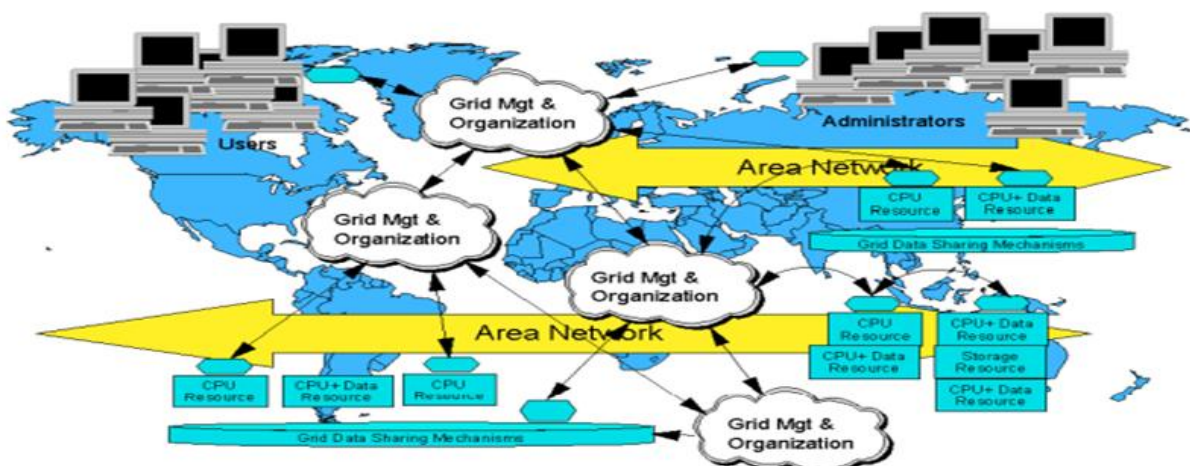 Grid Mgt &
Organization
Users
Administrators
Area Network
CPU
Resource
CPU+ Data
Resource
Grid Mgt &
Organization
Grid Data Sharing Mechanisms
Grid Mgt &
Organization
Area Network
CPU
Resource
CPU+ Data
Resource
CPU+ Data
Resource
Storage
Resource
CPU+ Data
Resource
CPU
Resource
CPU+ Data
Resource
CPU
Resource
Grid Mgt &
Organization
Grid Data Sharing Mechanisms